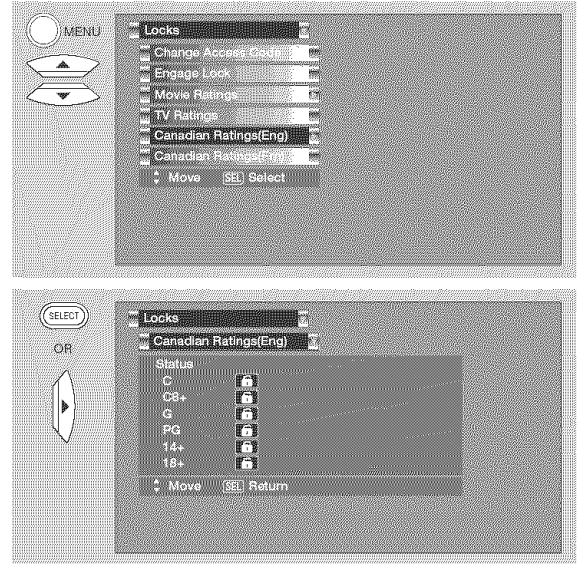 MENU
Locks
Change Access Code
Engage Lock
Movie Ratings
TV Ratings
Canadian Ratings(Eng)
Canadian Ratings(Frn)
Move SEL Select
SELECT
OR
Locks
Canadian Ratings(Eng)
Status
C
C8+
G
PG
14+
18+
Move SEL Return